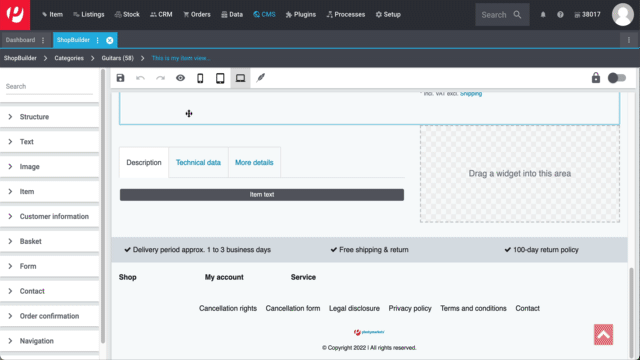 Item Listings Stock CRM Orders Data CMS Plugins Processes Setup Search 38017
Dashboard ShopBuilder
ShopBuilder Categories Guitars (58) This is my item view...
Search
Structure
Text
Image
Item
Customer information
Basket
Form
Contact
Order confirmation
Navigation
* incl. VAT excl. Shipping
Description Technical data More details
Item text
Drag a widget into this area
Delivery period approx. 1 to 3 business days Free shipping & return 100-day return policy
Shop My account Service
Cancellation rights Cancellation form Legal disclosure Privacy policy Terms and conditions Contact
plentymarkets
© Copyright 2022 | All rights reserved.